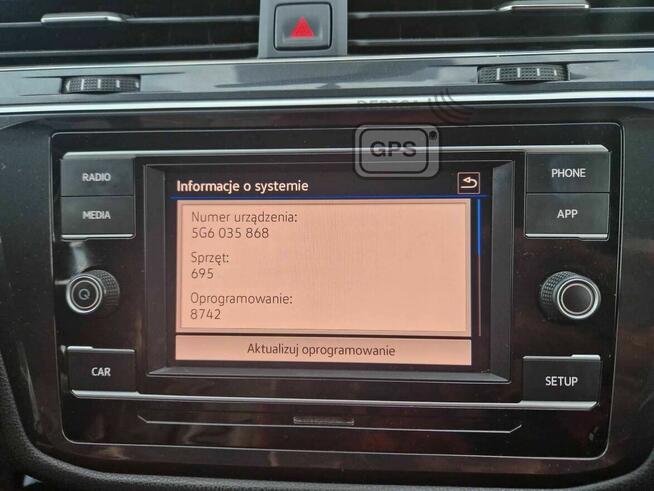 DEPICA
GPS
RADIO
MEDIA
CAR
Informacje o systemie
Numer urządzenia:
5G6 035 868
Sprzęt:
695
Oprogramowanie:
8742
Aktualizuj oprogramowanie
PHONE
APP
SETUP